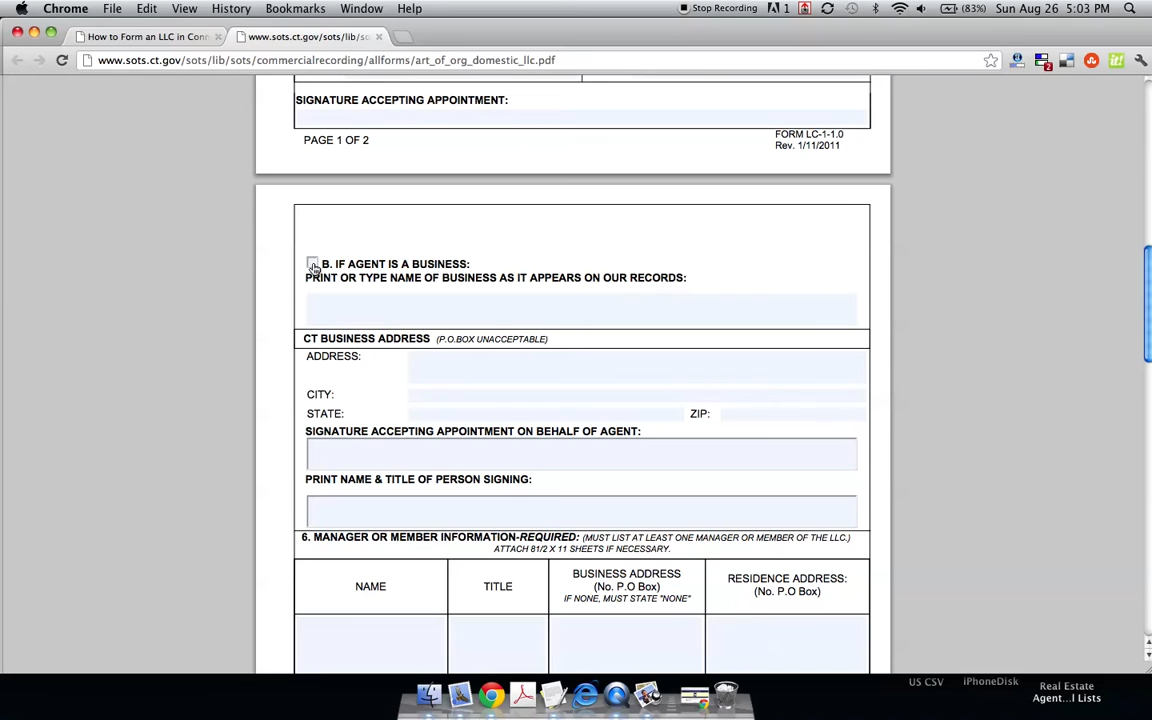 Chrome File Edit View History Bookmarks Window Help Stop Recording 1 (83%) Sun Aug 26 5:03 PM
How to Form an LLC in Conn www.sots.ct.gov/sots/lib/so
www.sots.ct.gov/sots/lib/sots/commercialrecording/allforms/art_of_org_domestic_llc.pdf
SIGNATURE ACCEPTING APPOINTMENT:
PAGE 1 OF 2
FORM LC-1-1.0
Rev. 1/11/2011
B. IF AGENT IS A BUSINESS:
PRINT OR TYPE NAME OF BUSINESS AS IT APPEARS ON OUR RECORDS:
CT BUSINESS ADDRESS (P.O.BOX UNACCEPTABLE)
ADDRESS:
CITY:
STATE: ZIP:
SIGNATURE ACCEPTING APPOINTMENT ON BEHALF OF AGENT:
PRINT NAME & TITLE OF PERSON SIGNING:
6. MANAGER OR MEMBER INFORMATION-REQUIRED: (MUST LIST AT LEAST ONE MANAGER OR MEMBER OF THE LLC.)
ATTACH 81/2 X 11 SHEETS IF NECESSARY.
NAME
TITLE
BUSINESS ADDRESS
(No. P.O Box)
IF NONE, MUST STATE "NONE"
RESIDENCE ADDRESS:
(No. P.O Box)
US CSV iPhoneDisk
Real Estate
Agent...l Lists